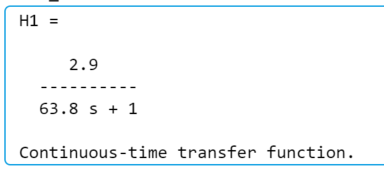 H1 =
2.9
----------
63.8 s + 1
Continuous-time transfer function.